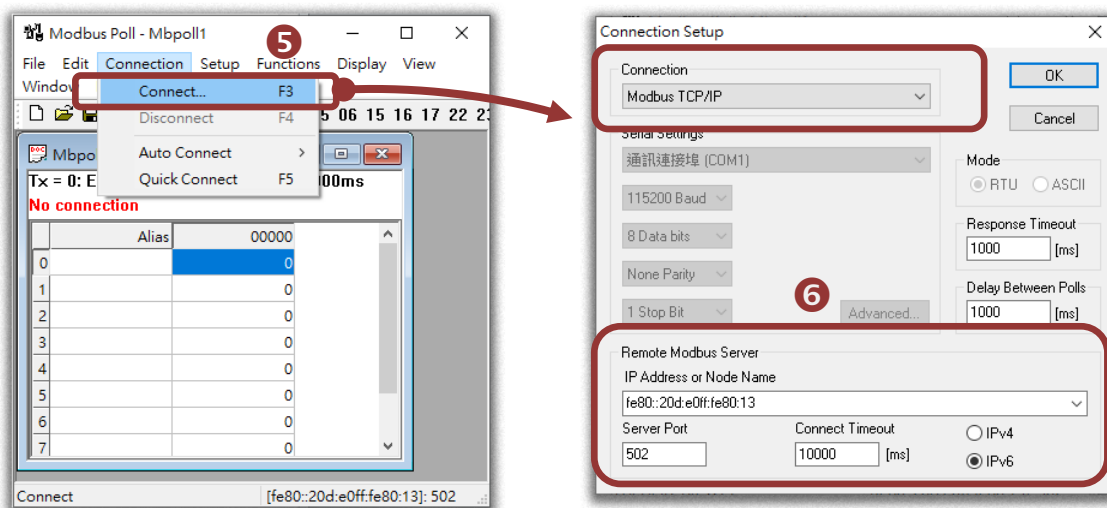 Modbus Poll - Mbpoll1
5
File Edit Connection Setup Functions Display View
Window
Connect... F3
Disconnect F4
Auto Connect >
Quick Connect F5
5 06 15 16 17 22 23
Mbpo
Tx = 0: E 00ms
No connection
Alias 00000
0 0
1 0
2 0
3 0
4 0
5 0
6 0
7 0
Connect [fe80::20d:e0ff:fe80:13]: 502
Connection Setup
Connection
Modbus TCP/IP
OK
Cancel
Serial Settings
通訊連接埠 (COM1)
115200 Baud
8 Data bits
None Parity
1 Stop Bit
Advanced...
Mode
RTU ASCII
Response Timeout
1000 [ms]
Delay Between Polls
1000 [ms]
6
Remote Modbus Server
IP Address or Node Name
fe80::20d:e0ff:fe80:13
Server Port Connect Timeout
502 10000 [ms]
IPv4
IPv6